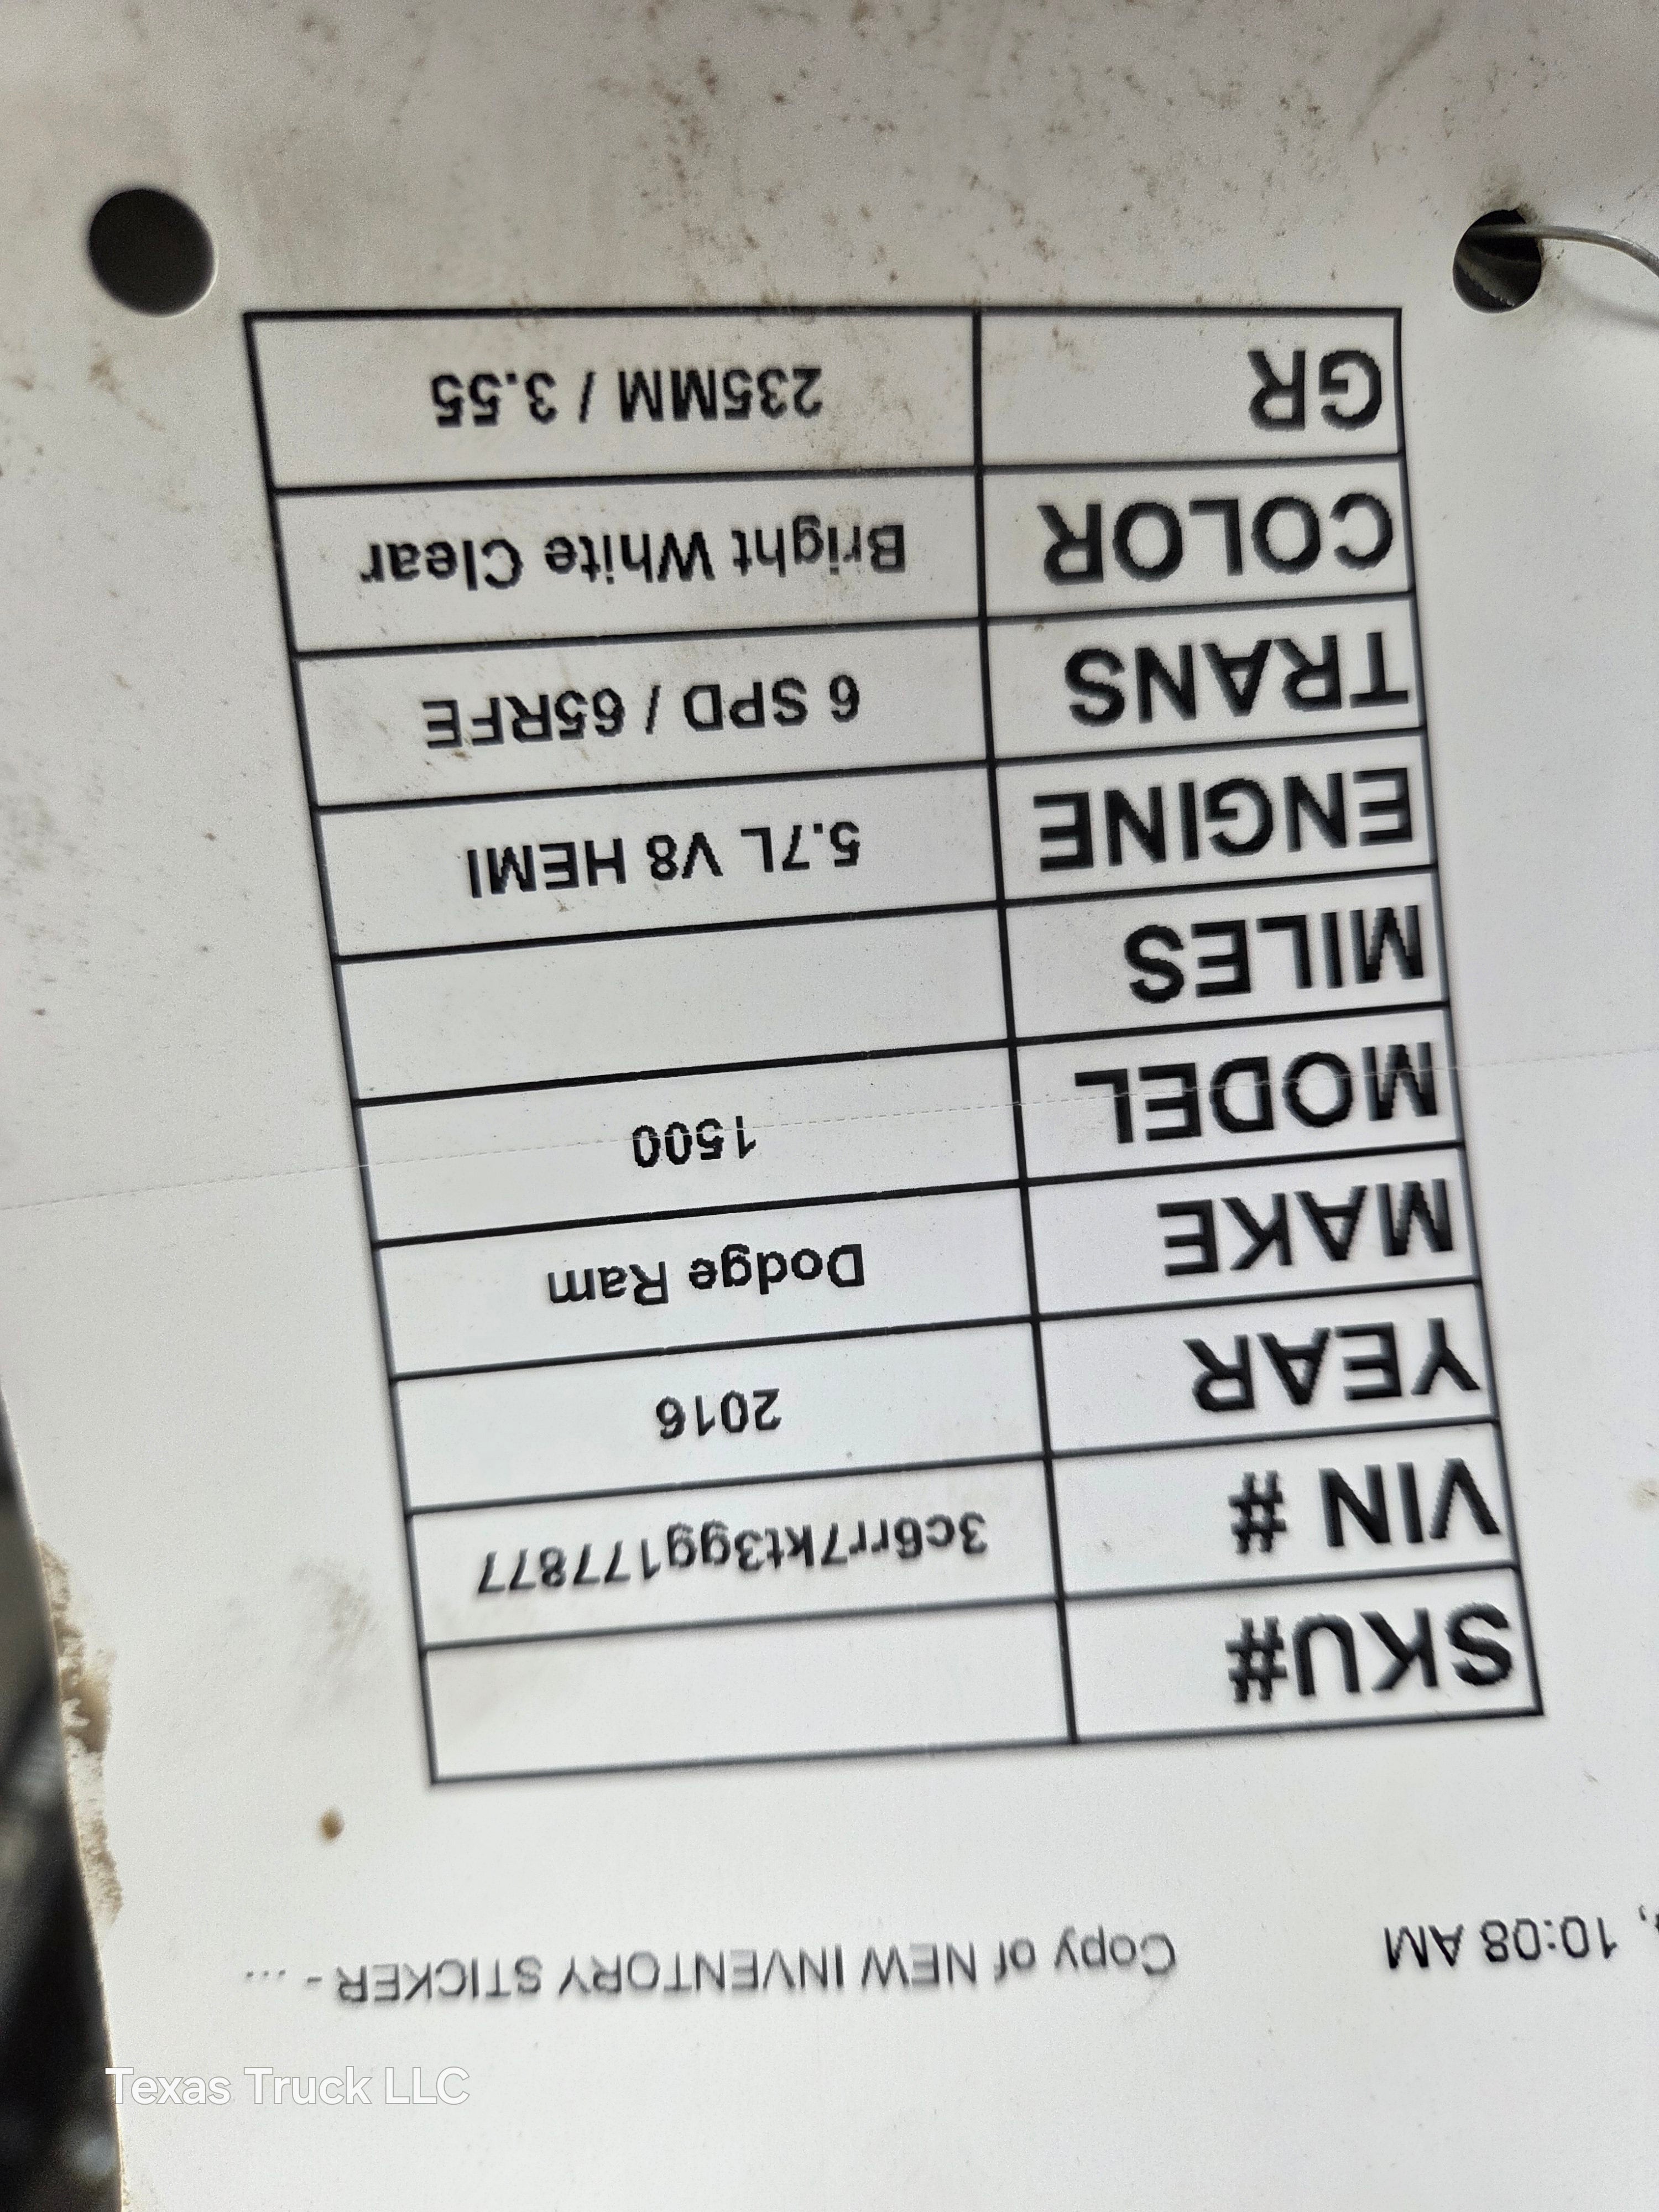 10:08 AM Copy of NEW INVENTORY STICKER - ...
SKU#
VIN # 3c6rr7kt3gg177877
YEAR 2016
MAKE Dodge Ram
MODEL 1500
MILES
ENGINE 5.7L V8 HEMI
TRANS 6 SPD / 65RFE
COLOR Bright White Clear
GR 235MM / 3.55
Texas Truck LLC